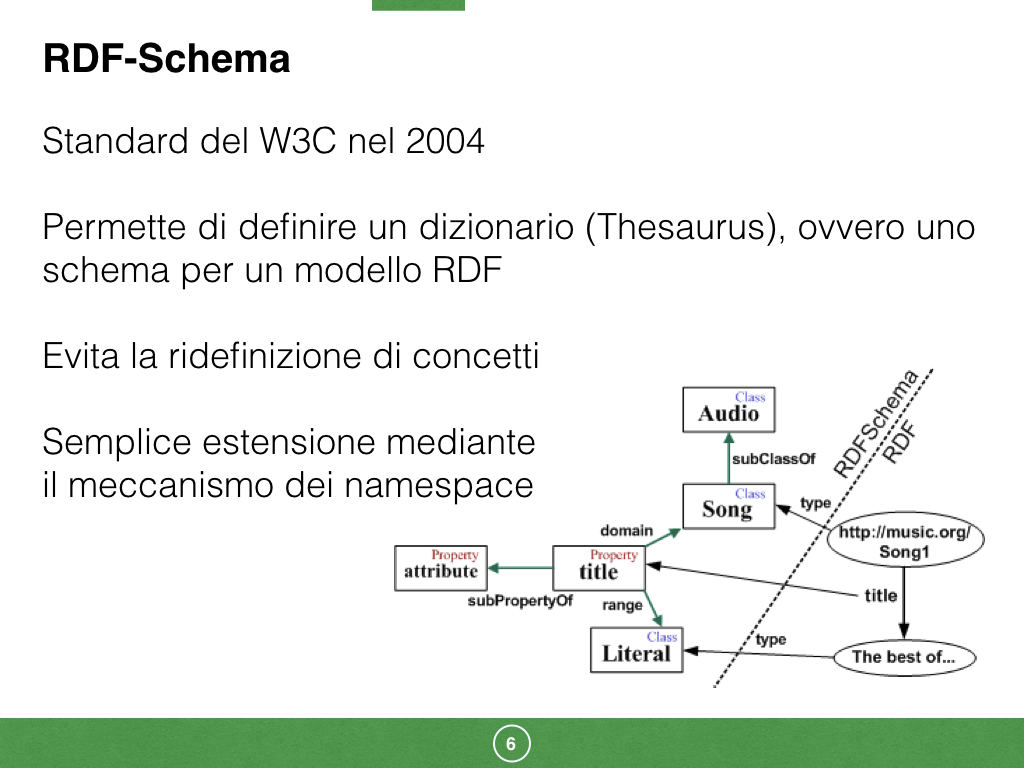 RDF-Schema
Standard del W3C nel 2004
Permette di definire un dizionario (Thesaurus), ovvero uno
schema per un modello RDF
Evita la ridefinizione di concetti
Semplice estensione mediante
il meccanismo dei namespace
Class
Audio
RDFSchema
RDF
subClassOf
Class
Song
type
http://music.org/
Song1
domain
Property
attribute
Property
title
subPropertyOf
range
title
Class
Literal
type
The best of...
6